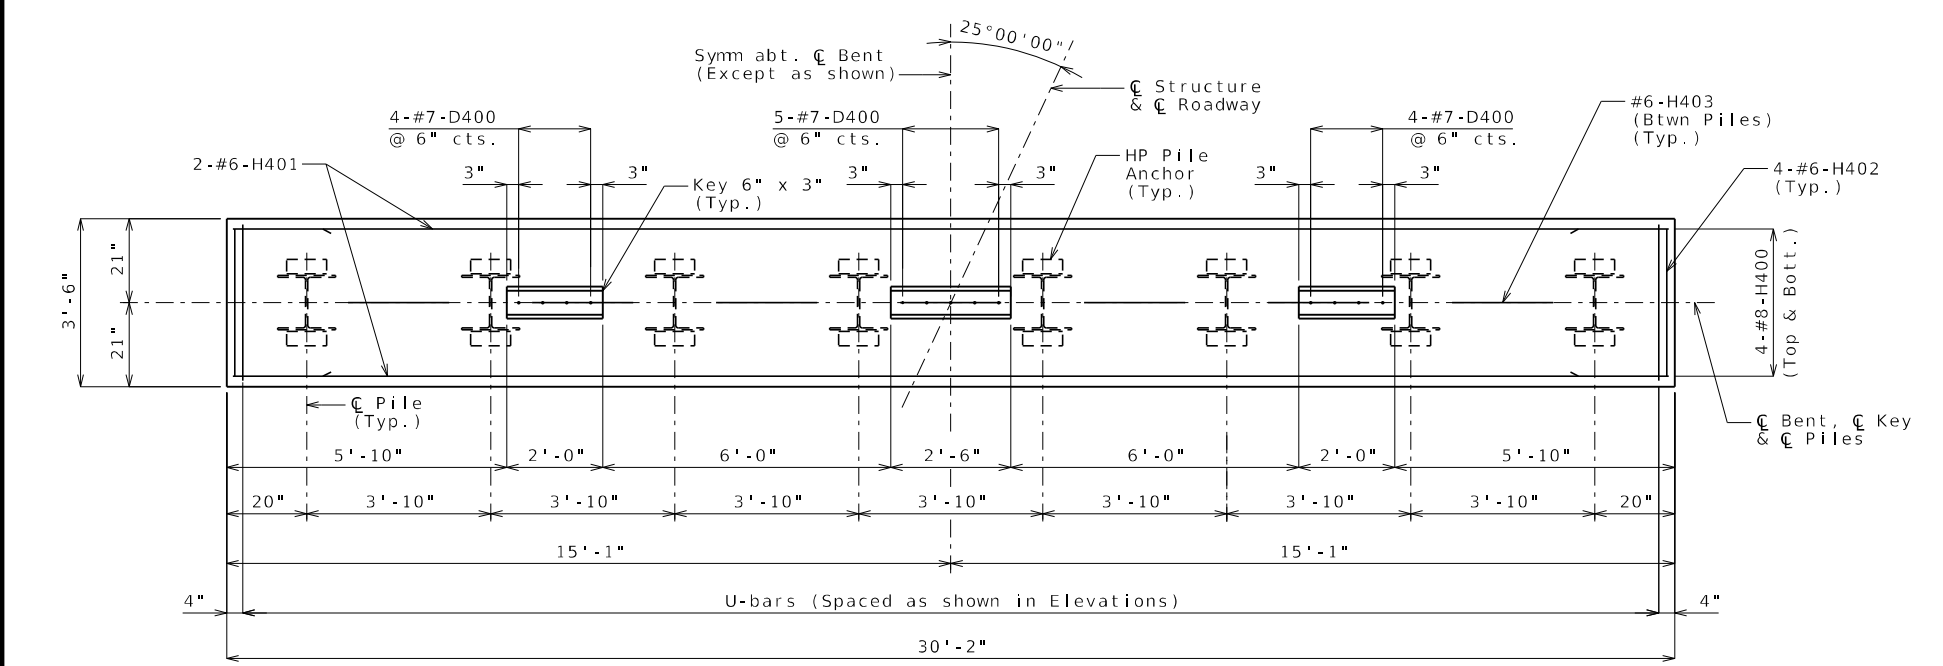 25°00'00"
Symm abt. ℄ Bent
(Except as shown)
℄ Structure
& ℄ Roadway
4-#7-D400
@ 6" cts.
5-#7-D400
@ 6" cts.
4-#7-D400
@ 6" cts.
#6-H403
(Btwn Piles)
(Typ.)
2-#6-H401
3"
3"
Key 6" x 3"
(Typ.)
3"
3"
HP Pile
Anchor
(Typ.)
3"
3"
4-#6-H402
(Typ.)
3'-6"
21"
21"
4-#8-H400
(Top & Bott.)
℄ Pile
(Typ.)
℄ Bent, ℄ Key
& ℄ Piles
5'-10"
2'-0"
6'-0"
2'-6"
6'-0"
2'-0"
5'-10"
20"
3'-10"
3'-10"
3'-10"
3'-10"
3'-10"
3'-10"
3'-10"
20"
15'-1"
15'-1"
4"
U-bars (Spaced as shown in Elevations)
4"
30'-2"